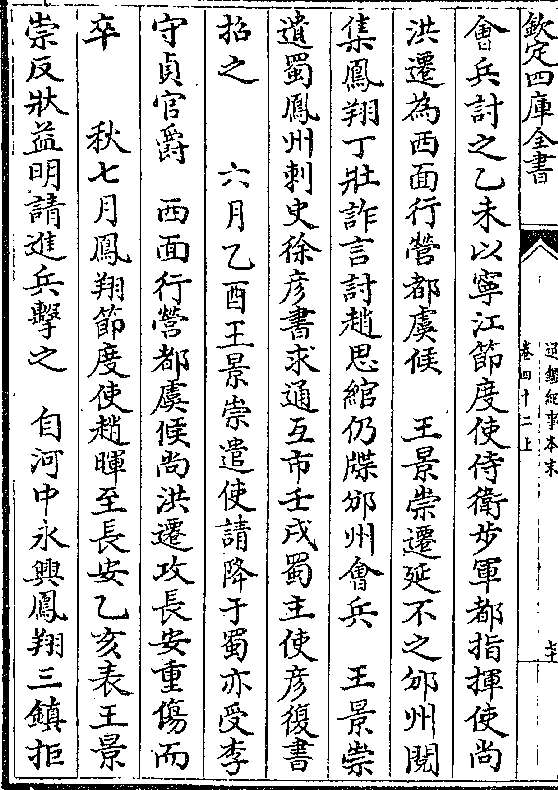 欽定四庫全書
通鑑紀事本末
卷四十二上
會兵討之乙未以寧江節度使侍衛步軍都指揮使尚
洪遷為西面行營都虞候　王景崇遷延不之邠州閱
集鳳翔丁壯詐言討趙思綰仍牒邠州會兵　王景崇
遺蜀鳳州刺史徐彦書求通互市壬戌蜀主使彦復書
招之　六月乙酉王景崇遣使請降于蜀亦受李
守貞官爵　西面行營都虞候尚洪遷攻長安重傷而
卒　秋七月鳳翔節度使趙暉至長安乙亥表王景
崇反狀益明請進兵擊之　自河中永興鳳翔三鎮拒